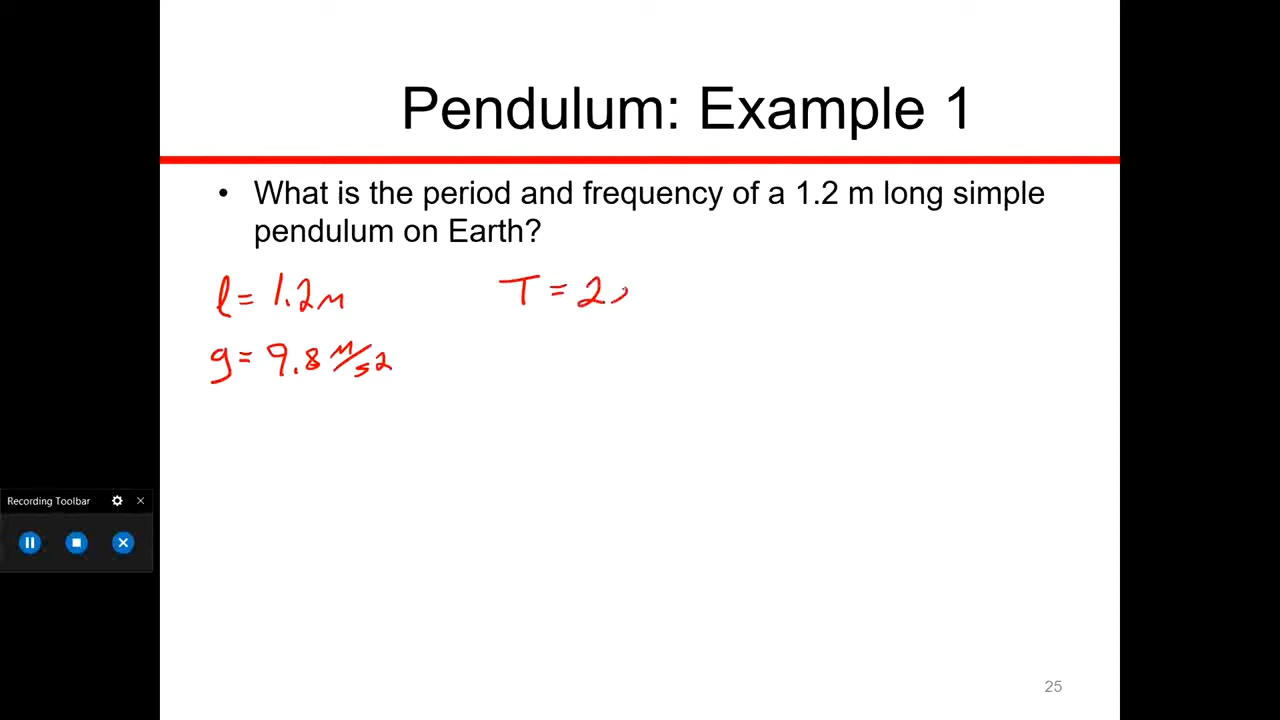 Pendulum: Example 1
• What is the period and frequency of a 1.2 m long simple
pendulum on Earth?
l = 1.2 m
T = 2
g = 9.8 m/s2
Recording Toolbar
25